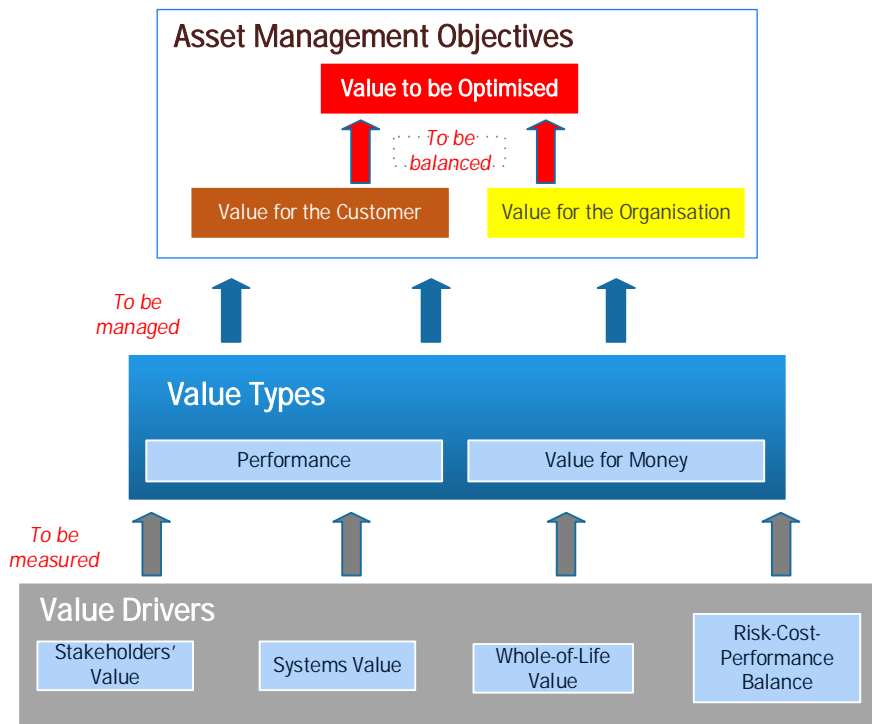 Asset Management Objectives
Value to be Optimised
To be
balanced
Value for the Customer
Value for the Organisation
To be
managed
Value Types
Performance
Value for Money
To be
measured
Value Drivers
Stakeholders’
Value
Systems Value
Whole-of-Life
Value
Risk-Cost-
Performance
Balance